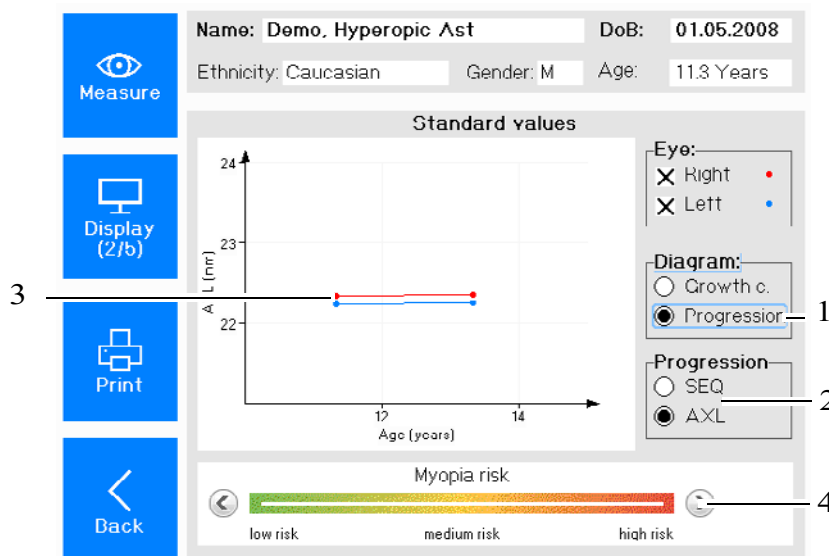 Measure
Display
(2/5)
Print
Back
Name: Demo, Hyperopic Ast
DoB: 01.05.2008
Ethnicity: Caucasian
Gender: M
Age: 11.3 Years
Standard values
24
23
22
12
14
Age (years)
Eye:
Right
Left
Diagram:
Growth c.
Progression
Progression
SEQ
AXL
Myopia risk
low risk
medium risk
high risk
1
2
3
4